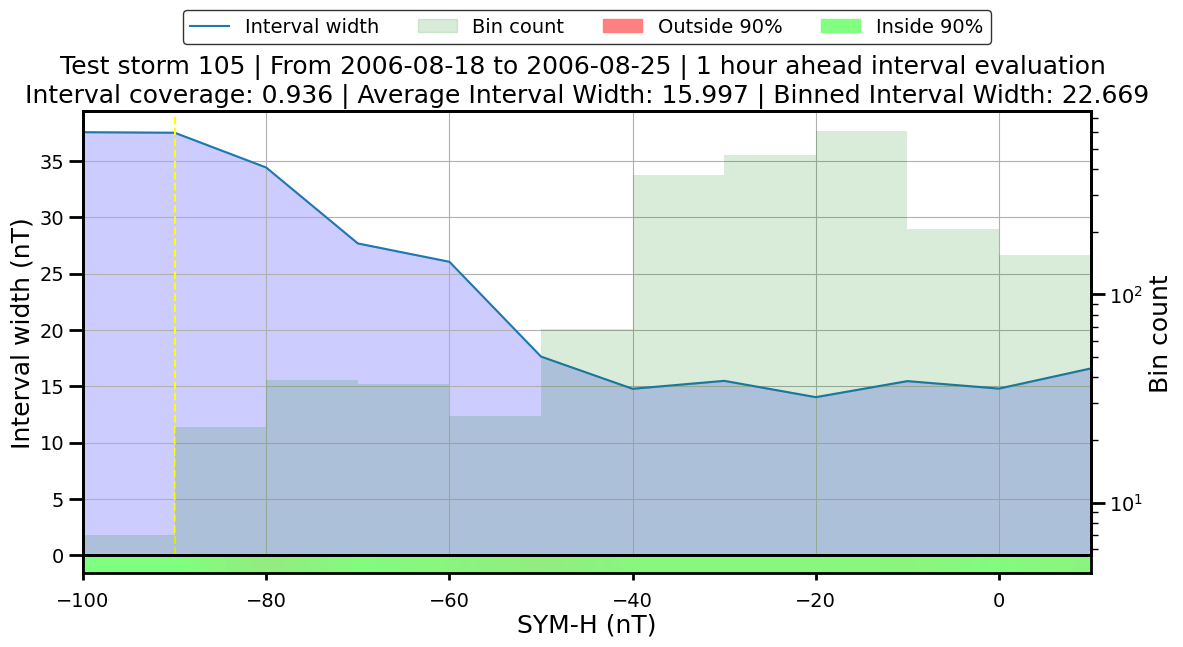 Interval width Bin count Outside 90% Inside 90%
Test storm 105 | From 2006-08-18 to 2006-08-25 | 1 hour ahead interval evaluation
Interval coverage: 0.936 | Average Interval Width: 15.997 | Binned Interval Width: 22.669
Interval width (nT)
35
30
25
20
15
10
5
0
10²
10¹
Bin count
−100 −80 −60 −40 −20 0
SYM-H (nT)